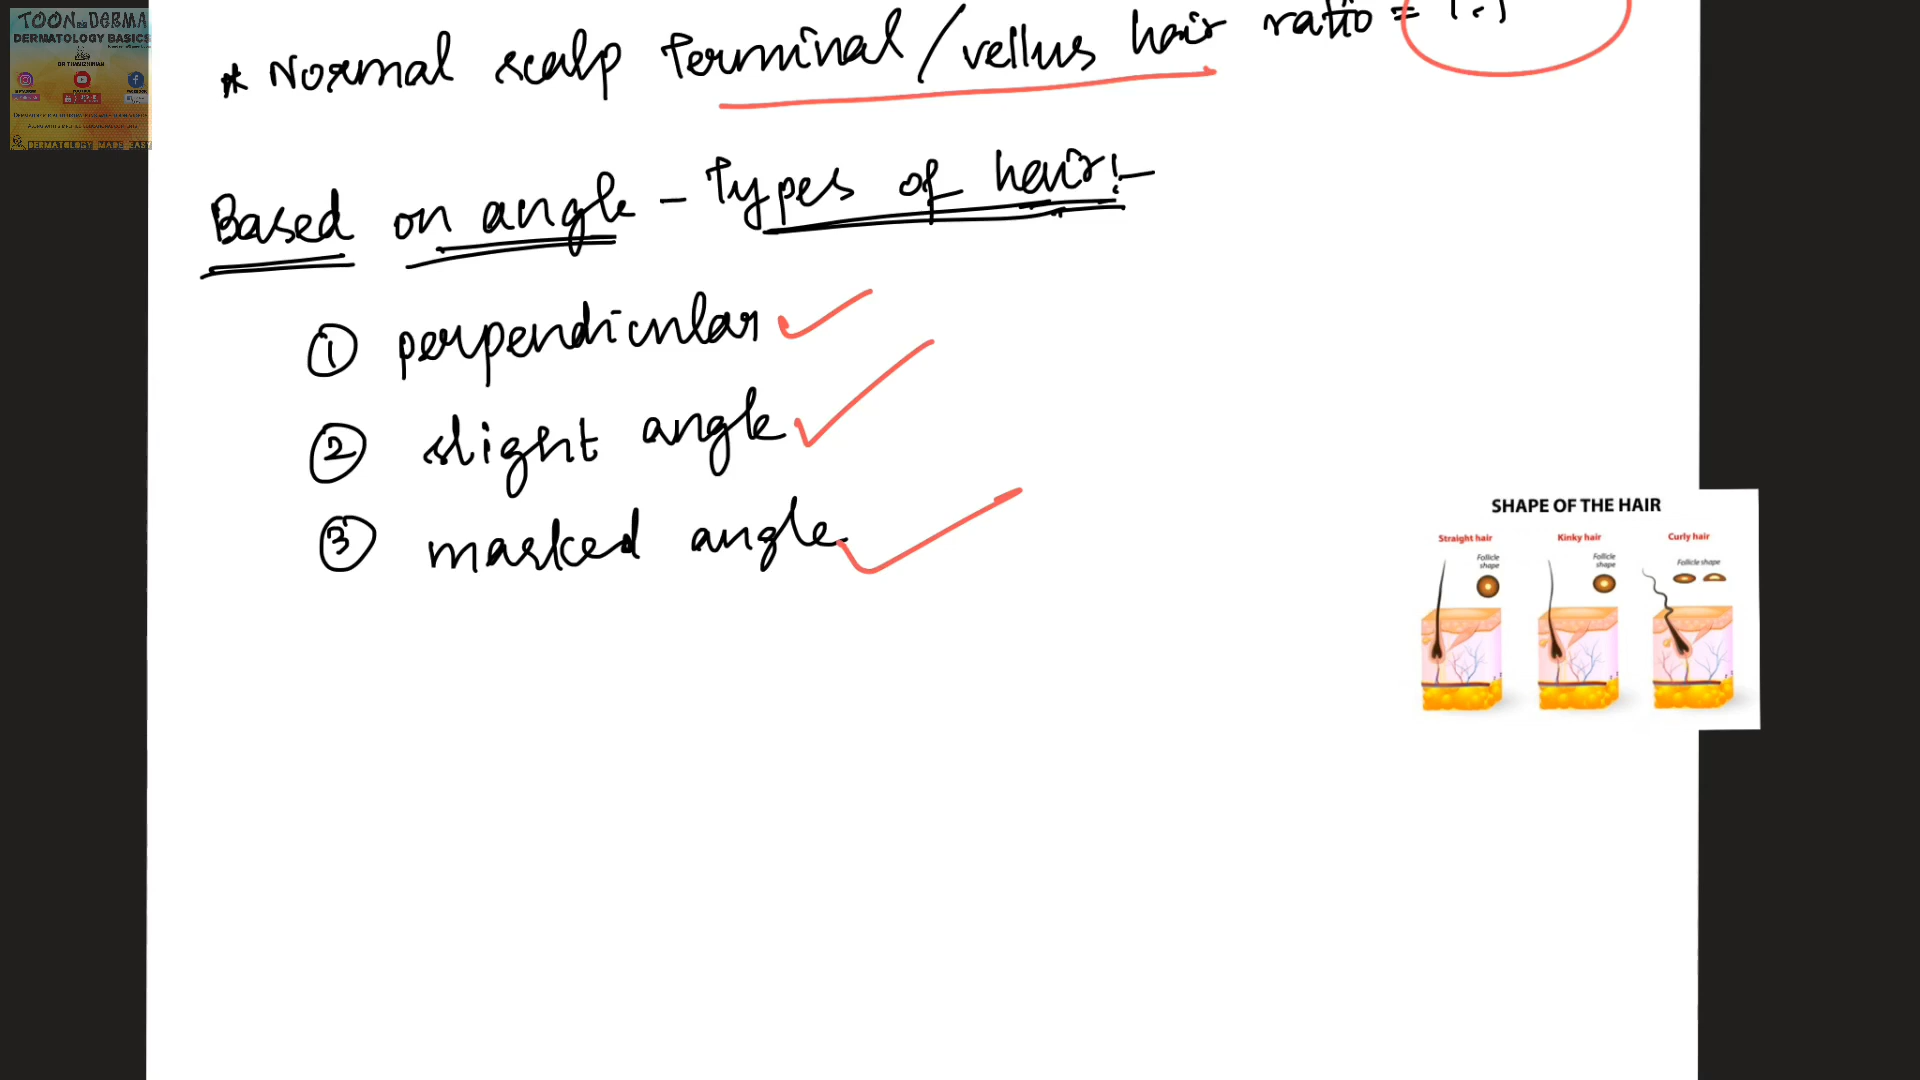 TOON in DERMA
DERMATOLOGY BASICS
* Normal scalp Terminal/vellus hair ratio =
Based on angle - Types of hair:-
① perpendicular
② slight angle
③ marked angle
SHAPE OF THE HAIR
Straight hair Kinky hair Curly hair
Follicle shape Follicle shape Follicle shape
DERMATOLOGY MADE EASY